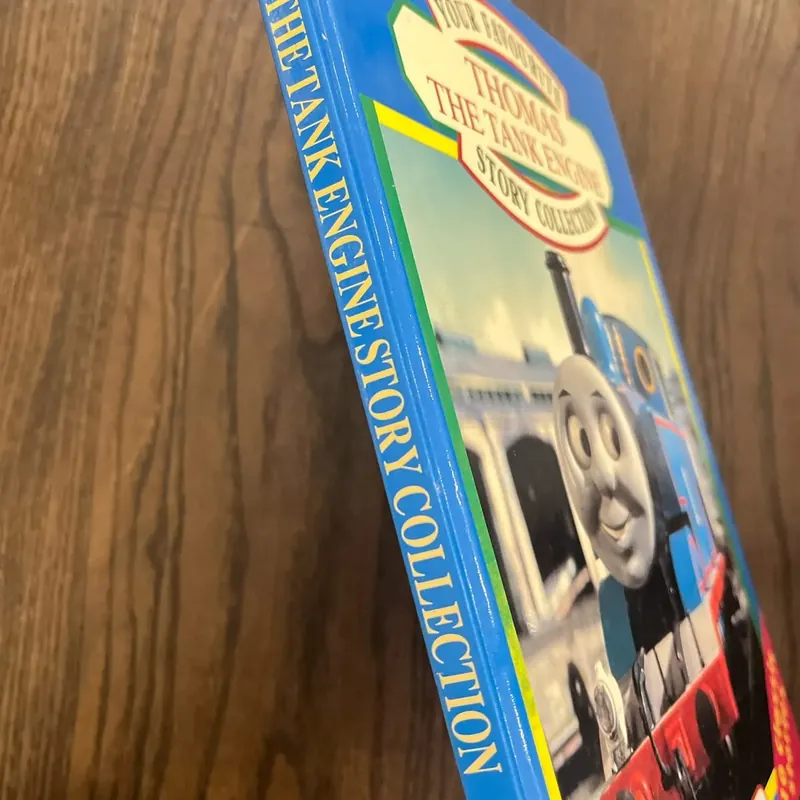 THE TANK ENGINE STORY COLLECTION
YOUR FAVOURITE
THOMAS
THE TANK ENGINE
STORY COLLECTION